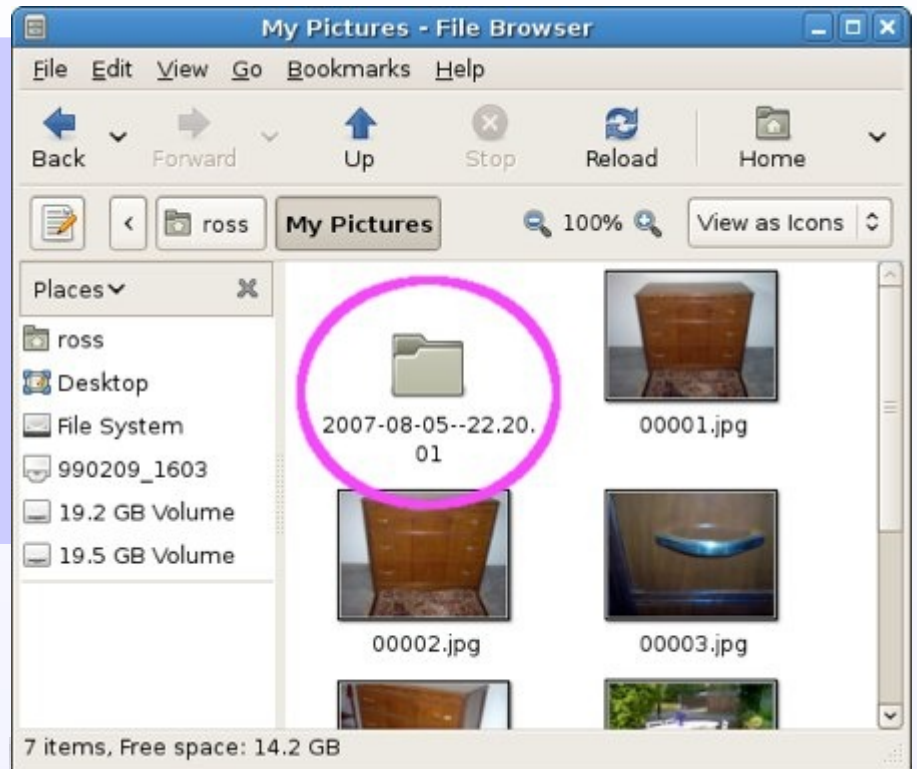 My Pictures - File Browser
File Edit View Go Bookmarks Help
Back Forward Up Stop Reload Home
ross My Pictures 100% View as Icons
Places
ross
Desktop
File System
990209_1603
19.2 GB Volume
19.5 GB Volume
2007-08-05--22.20.
01
00001.jpg
00002.jpg
00003.jpg
7 items, Free space: 14.2 GB